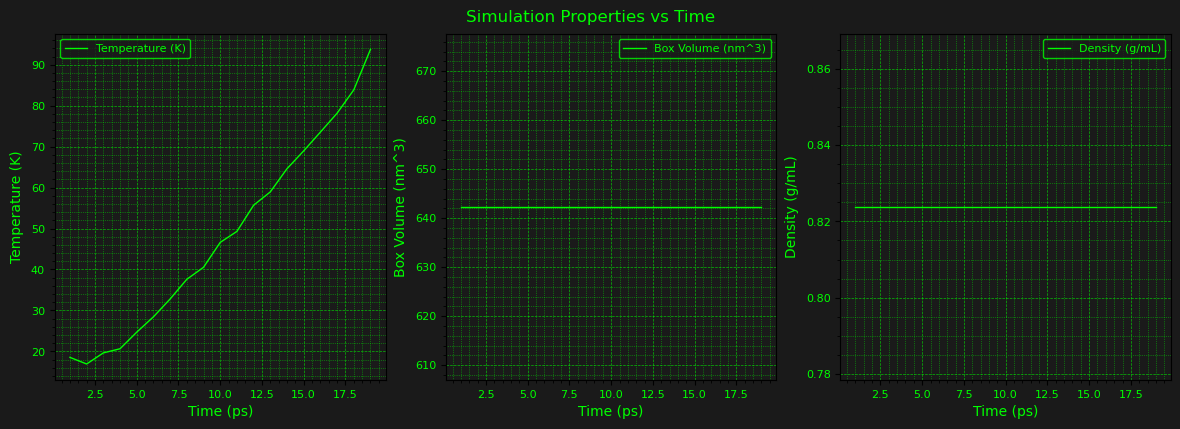 Simulation Properties vs Time
Temperature (K)
90
80
70
60
50
40
30
20
Temperature (K)
2.5 5.0 7.5 10.0 12.5 15.0 17.5
Time (ps)
Box Volume (nm^3)
670
660
650
640
630
620
610
Box Volume (nm^3)
2.5 5.0 7.5 10.0 12.5 15.0 17.5
Time (ps)
Density (g/mL)
0.86
0.84
0.82
0.80
0.78
Density (g/mL)
2.5 5.0 7.5 10.0 12.5 15.0 17.5
Time (ps)